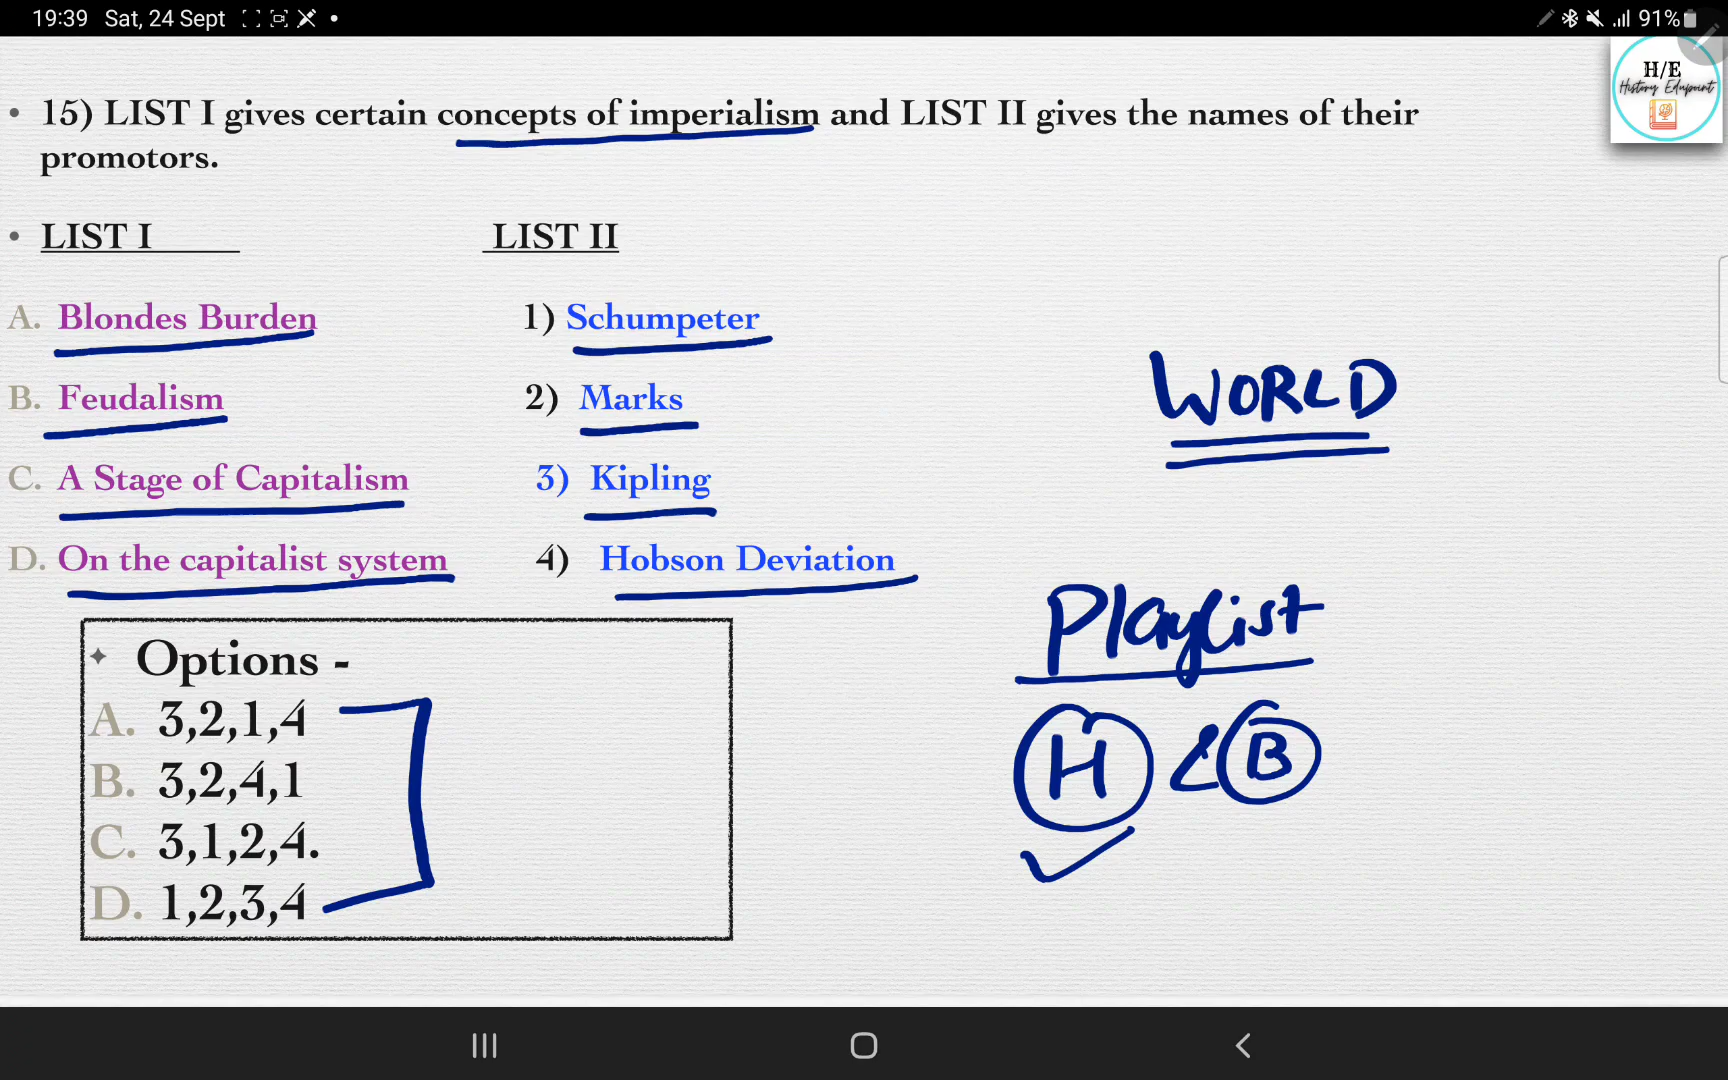 19:39 Sat, 24 Sept
91%
H/E
History Edupoint
• 15) LIST I gives certain concepts of imperialism and LIST II gives the names of their
promotors.
• LIST I LIST II
A. Blondes Burden 1) Schumpeter
B. Feudalism 2) Marks
C. A Stage of Capitalism 3) Kipling
D. On the capitalist system 4) Hobson Deviation
WORLD
Options -
A. 3,2,1,4
B. 3,2,4,1
C. 3,1,2,4.
D. 1,2,3,4
Playlist
H & B